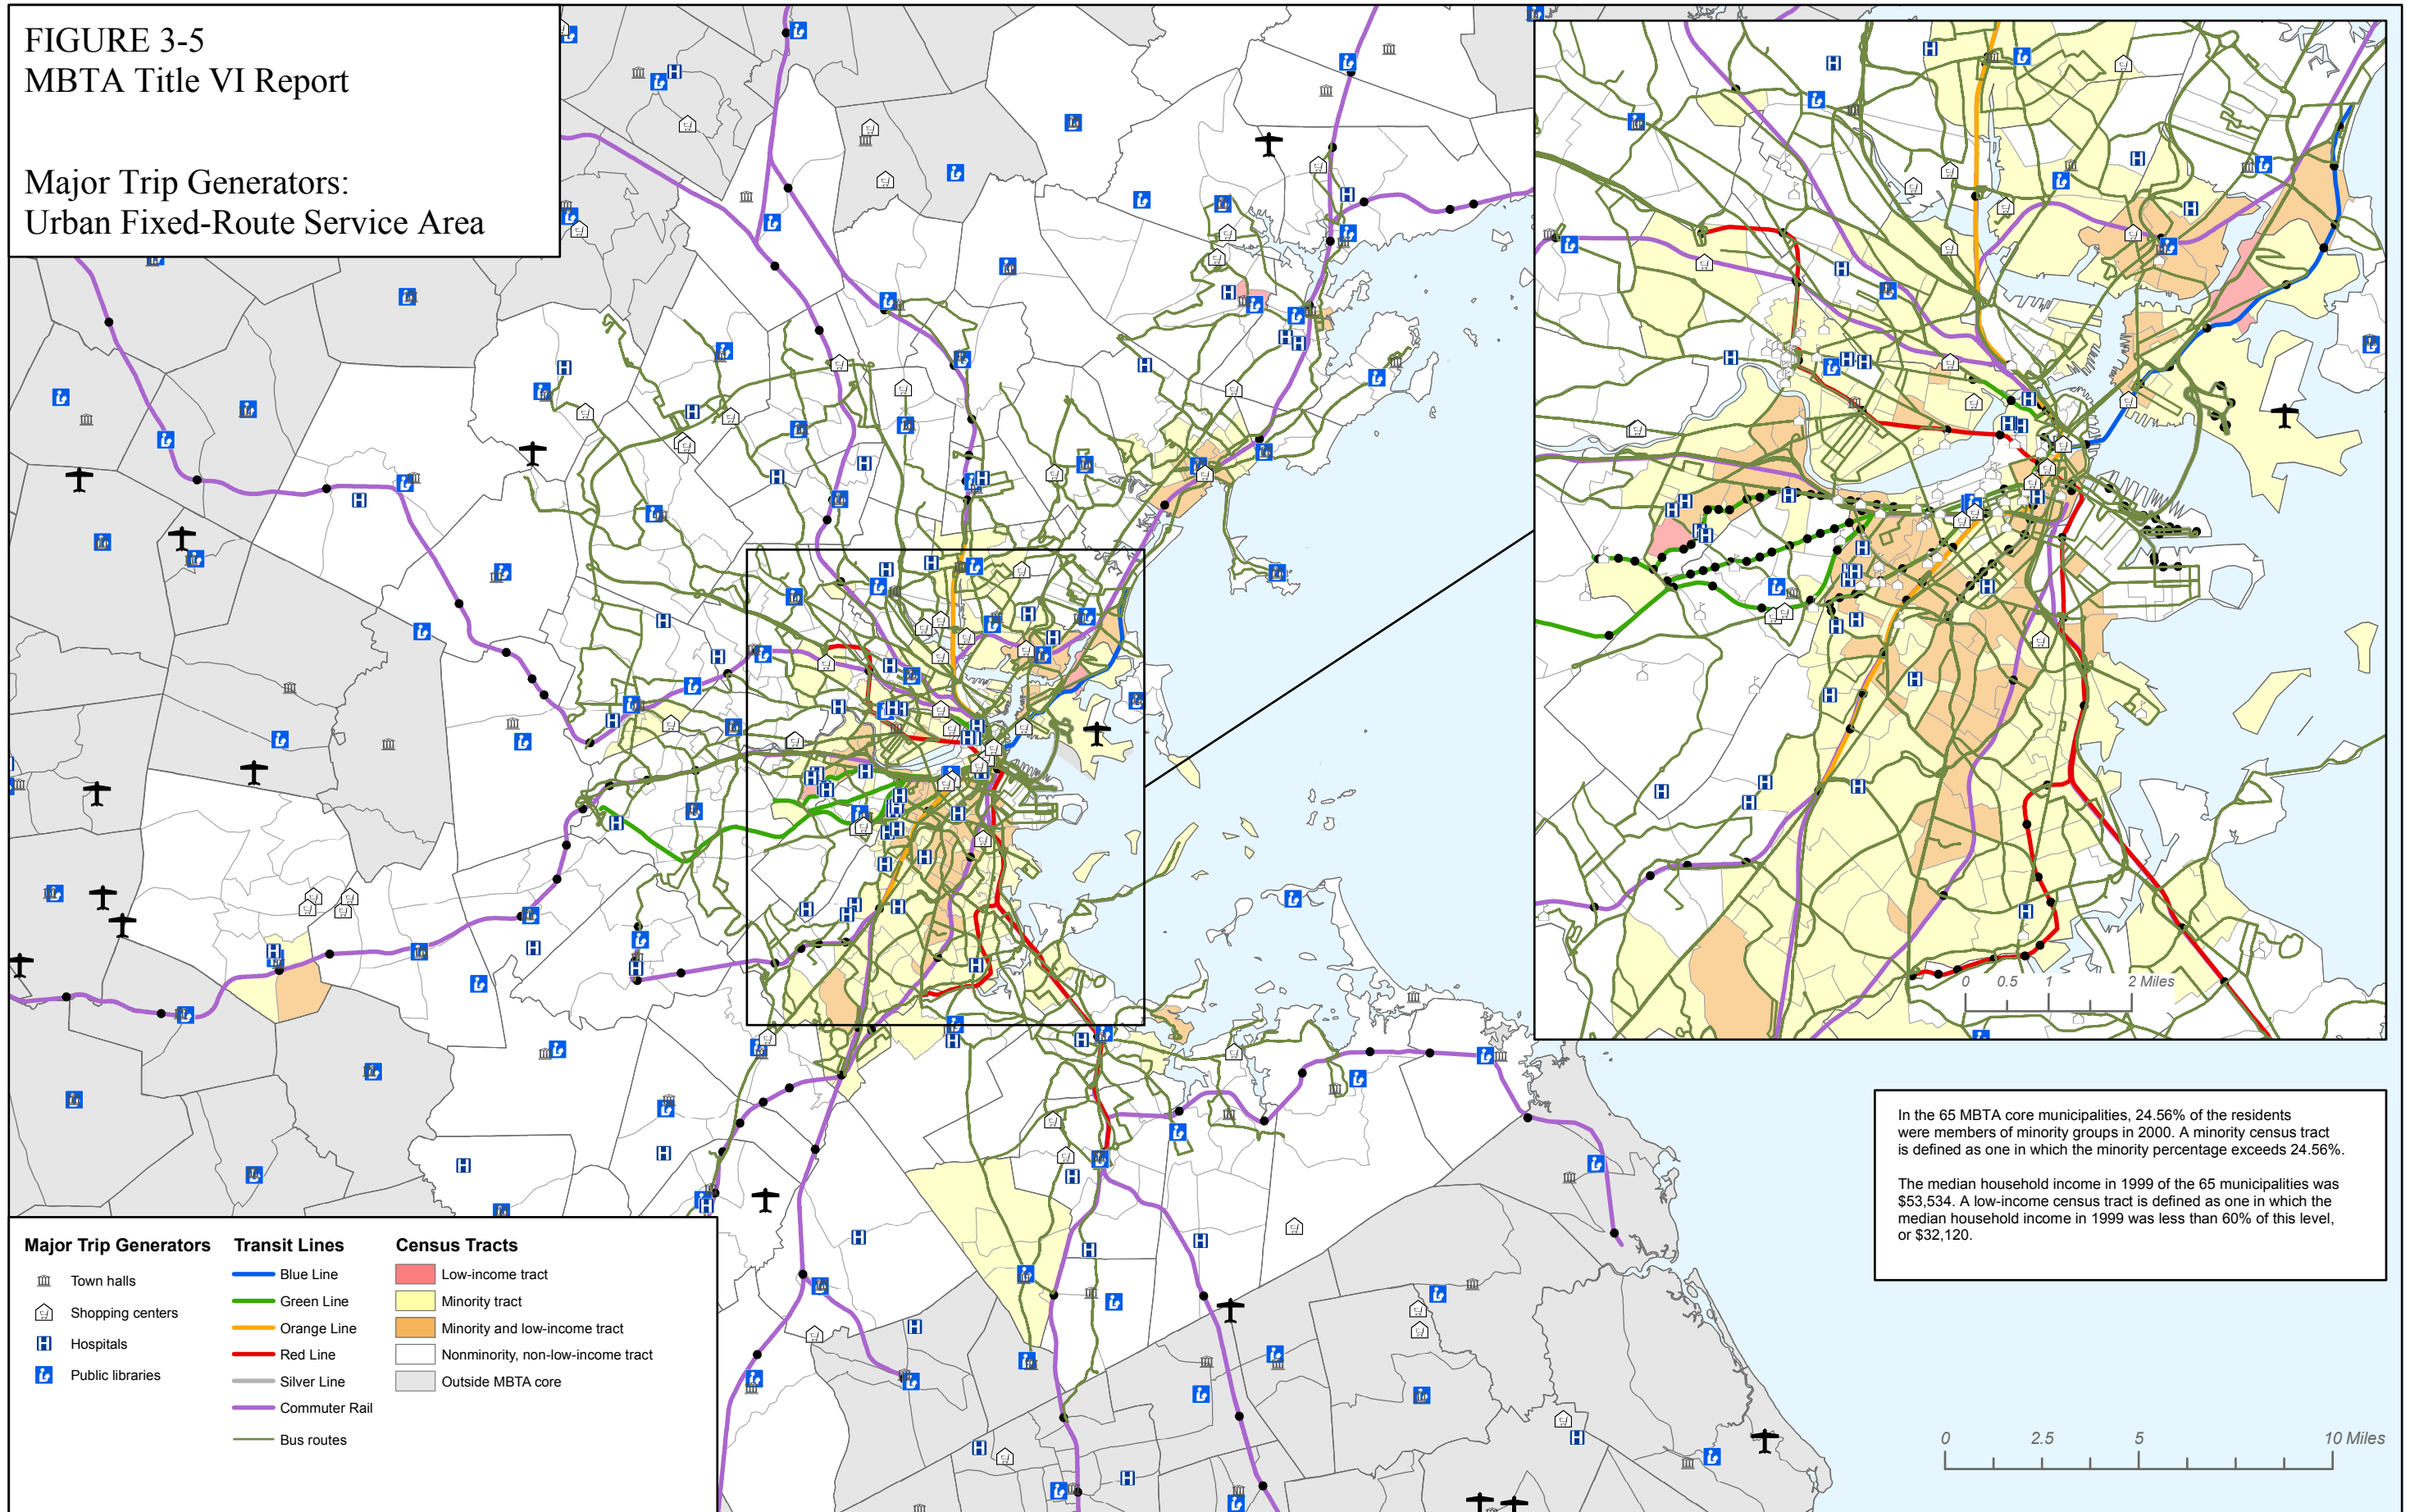 FIGURE 3-5
MBTA Title VI Report
Major Trip Generators:
Urban Fixed-Route Service Area
0 0.5 1 2 Miles
In the 65 MBTA core municipalities, 24.56% of the residents
were members of minority groups in 2000. A minority census tract
is defined as one in which the minority percentage exceeds 24.56%.
The median household income in 1999 of the 65 municipalities was
$53,534. A low-income census tract is defined as one in which the
median household income in 1999 was less than 60% of this level,
or $32,120.
Major Trip Generators
Town halls
Shopping centers
H Hospitals
Public libraries
Transit Lines
Blue Line
Green Line
Orange Line
Red Line
Silver Line
Commuter Rail
Bus routes
Census Tracts
Low-income tract
Minority tract
Minority and low-income tract
Nonminority, non-low-income tract
Outside MBTA core
0 2.5 5 10 Miles